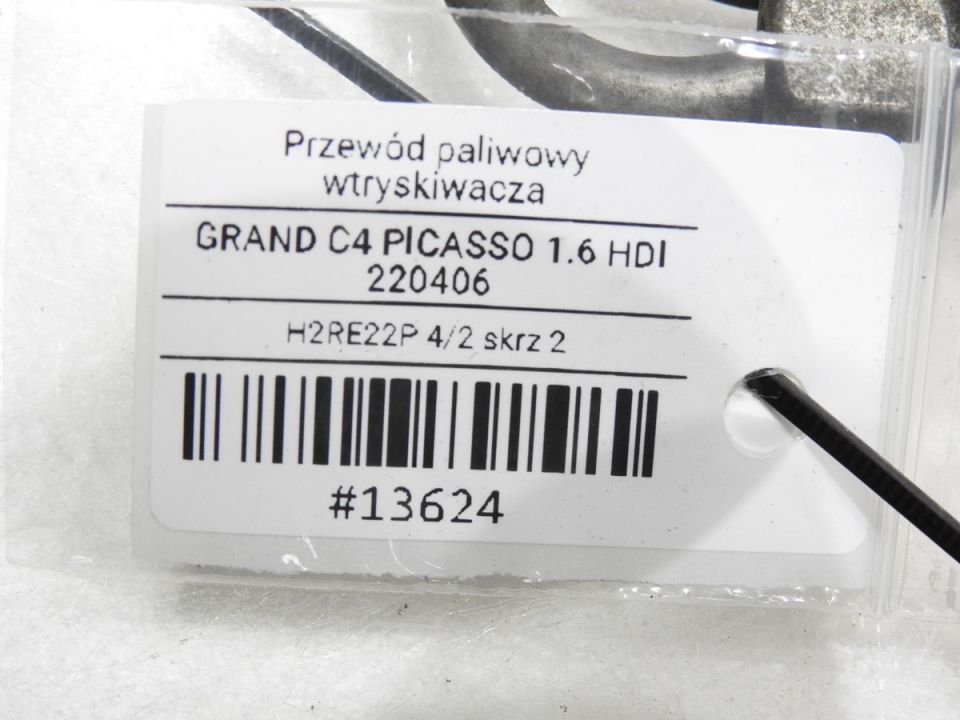 Przewód paliwowy
wtryskiwacza
GRAND C4 PICASSO 1.6 HDI
220406
H2RE22P 4/2 skrz 2
#13624